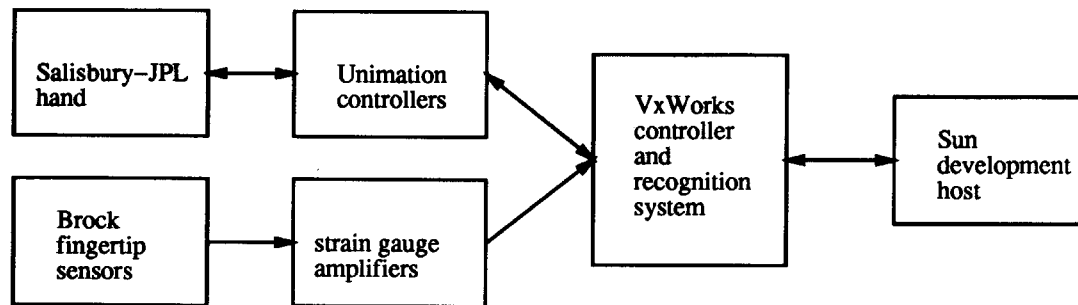 Salisbury–JPL
hand
Unimation
controllers
VxWorks
controller
and
recognition
system
Sun
development
host
Brock
fingertip
sensors
strain gauge
amplifiers